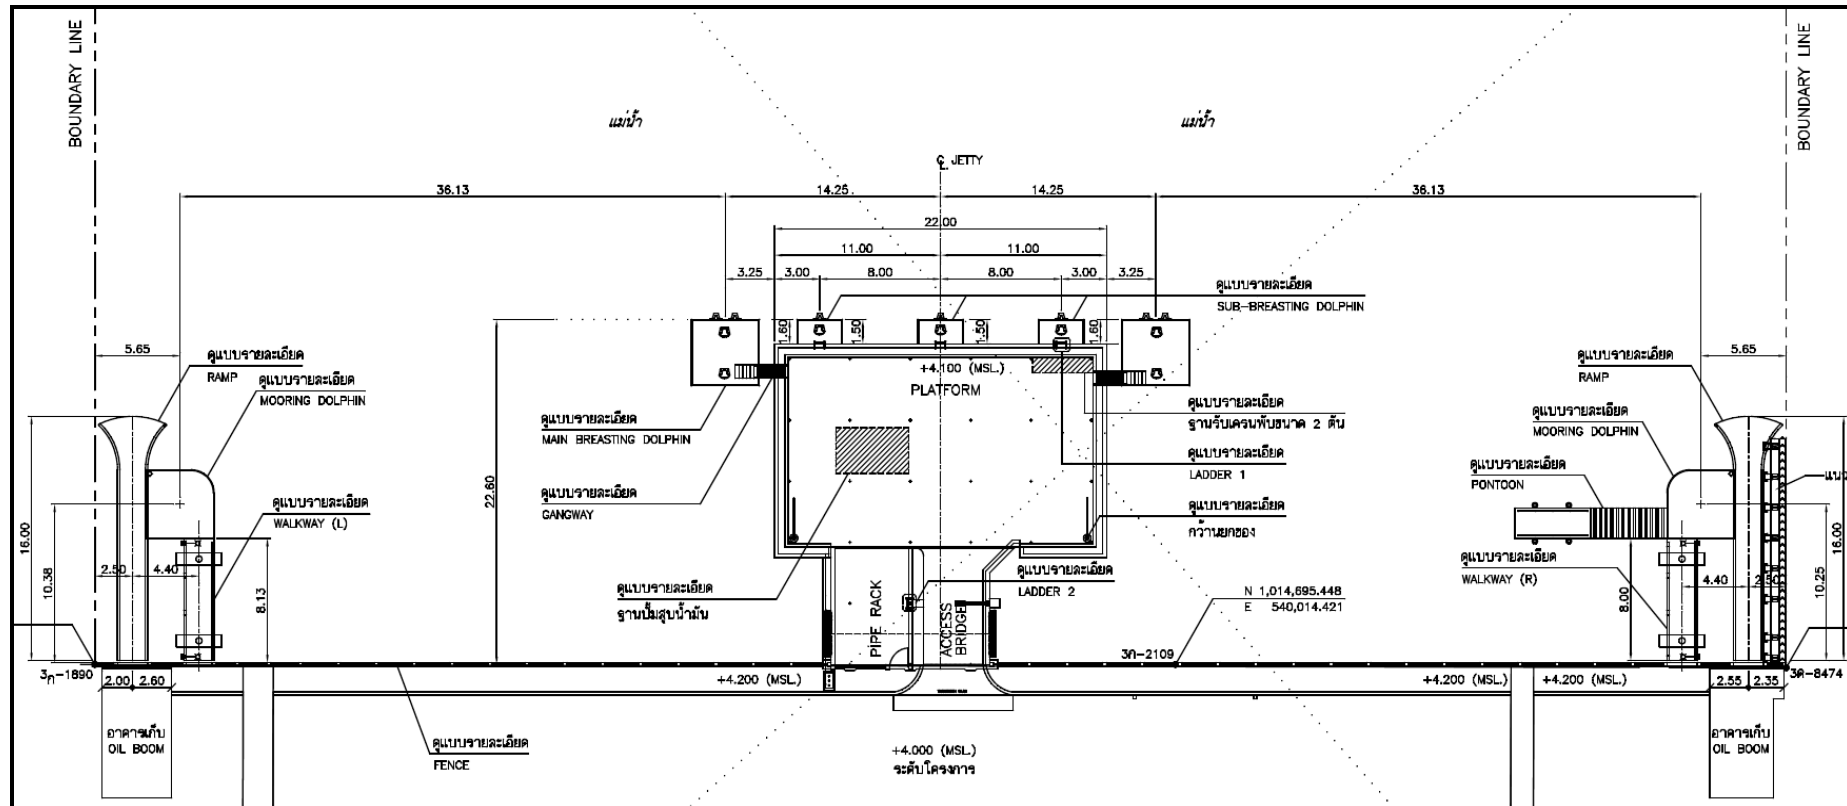 BOUNDARY LINE
BOUNDARY LINE
แม่น้ำ
แม่น้ำ
℄ JETTY
36.13
14.25
14.25
36.13
22.00
11.00
11.00
3.25
3.00
8.00
8.00
3.00
3.25
ดูแบบรายละเอียด
SUB-BREASTING DOLPHIN
1.60
1.50
1.50
1.60
5.65
5.65
ดูแบบรายละเอียด
RAMP
ดูแบบรายละเอียด
MOORING DOLPHIN
+4.100 (MSL.)
PLATFORM
ดูแบบรายละเอียด
RAMP
ดูแบบรายละเอียด
MAIN BREASTING DOLPHIN
ดูแบบรายละเอียด
ฐานรับเครนพับขนาด 2 ตัน
ดูแบบรายละเอียด
MOORING DOLPHIN
ดูแบบรายละเอียด
LADDER 1
ดูแบบรายละเอียด
PONTOON
22.60
ดูแบบรายละเอียด
GANGWAY
ดูแบบรายละเอียด
WALKWAY (L)
ดูแบบรายละเอียด
กว้านยกของ
16.00
10.38
2.50
4.40
8.13
ดูแบบรายละเอียด
ฐานปั๊มสูบน้ำมัน
PIPE RACK
ACCESS
BRIDGE
ดูแบบรายละเอียด
LADDER 2
N 1,014,695.448
E 540,014.421
ดูแบบรายละเอียด
WALKWAY (R)
8.00
4.40
2.50
10.25
16.00
3ก-1890
3ก-2109
3ค-8474
2.00
2.60
+4.200 (MSL.)
+4.200 (MSL.)
+4.200 (MSL.)
2.55
2.35
อาคารเก็บ
OIL BOOM
ดูแบบรายละเอียด
FENCE
+4.000 (MSL.)
ระดับโครงการ
อาคารเก็บ
OIL BOOM